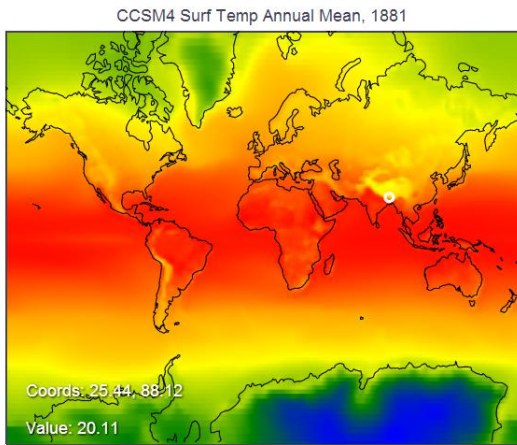 CCSM4 Surf Temp Annual Mean, 1881
Coords: 25.44, 88.12
Value: 20.11